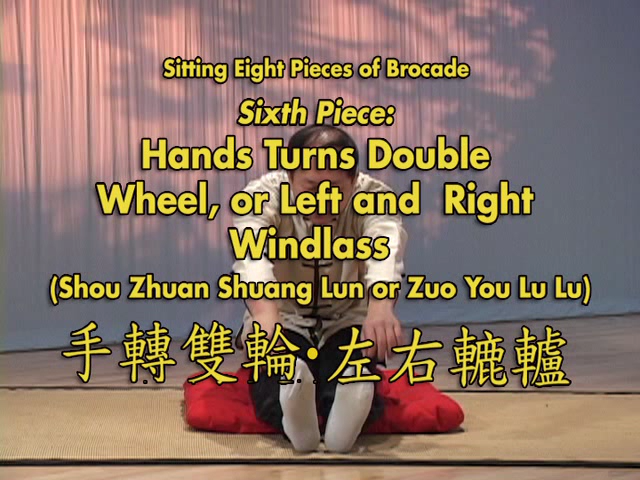 Sitting Eight Pieces of Brocade
Sixth Piece:
Hands Turns Double
Wheel, or Left and Right
Windlass
(Shou Zhuan Shuang Lun or Zuo You Lu Lu)
手轉雙輪·左右轆轤